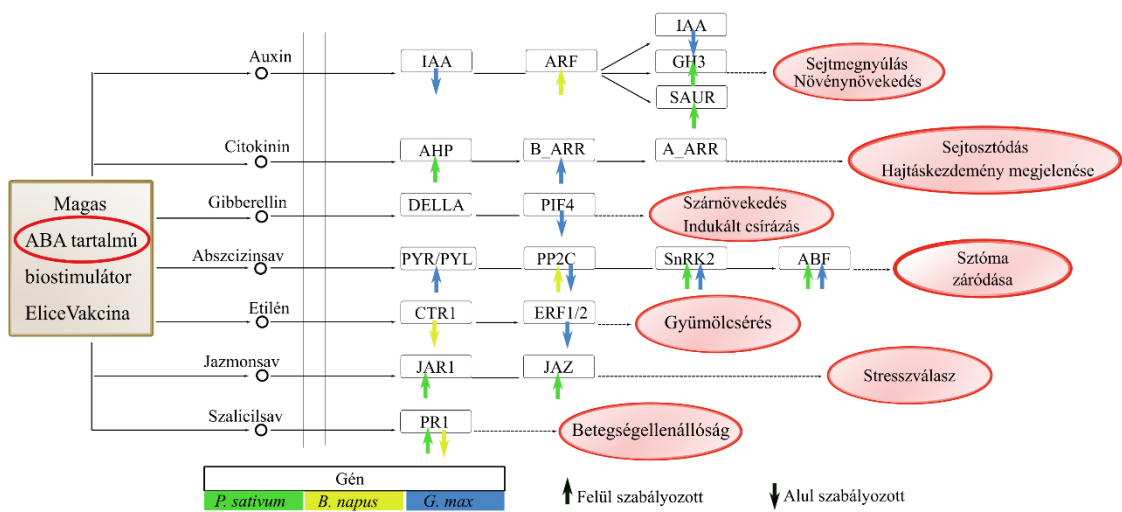 Auxin
IAA
ARF
IAA
GH3
SAUR
Sejtmegnyúlás
Növénynövekedés
Citokinin
AHP
B_ARR
A_ARR
Sejtosztódás
Hajtáskezdemény megjelenése
Magas
ABA tartalmú
biostimulátor
EliceVakcina
Gibberellin
DELLA
PIF4
Szárnövekedés
Indukált csírázás
Abszcizinsav
PYR/PYL
PP2C
SnRK2
ABF
Sztóma
záródása
Etilén
CTR1
ERF1/2
Gyümölcsérés
Jazmonsav
JAR1
JAZ
Stresszválasz
Szalicilsav
PR1
Betegségellenállóság
Gén
P. sativum
B. napus
G. max
Felül szabályozott
Alul szabályozott